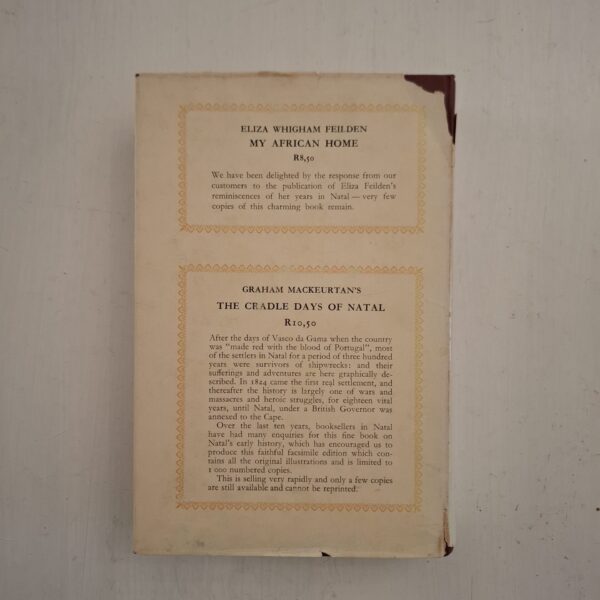 ELIZA WHIGHAM FEILDEN
MY AFRICAN HOME
R8,50
We have been delighted by the response from our
customers to the publication of Eliza Feilden's
reminiscences of her years in Natal — very few
copies of this charming book remain.
GRAHAM MACKEURTAN'S
THE CRADLE DAYS OF NATAL
R10,50
After the days of Vasco da Gama when the country
was "made red with the blood of Portugal", most
of the settlers in Natal for a period of three hundred
years were survivors of shipwrecks: and their
sufferings and adventures are here graphically de-
scribed. In 1824 came the first real settlement, and
thereafter the history is largely one of wars and
massacres and heroic struggles, for eighteen vital
years, until Natal, under a British Governor was
annexed to the Cape.
Over the last ten years, booksellers in Natal
have had many enquiries for this fine book on
Natal's early history, which has encouraged us to
produce this faithful facsimile edition which con-
tains all the original illustrations and is limited to
1 000 numbered copies.
This is selling very rapidly and only a few copies
are still available and cannot be reprinted.